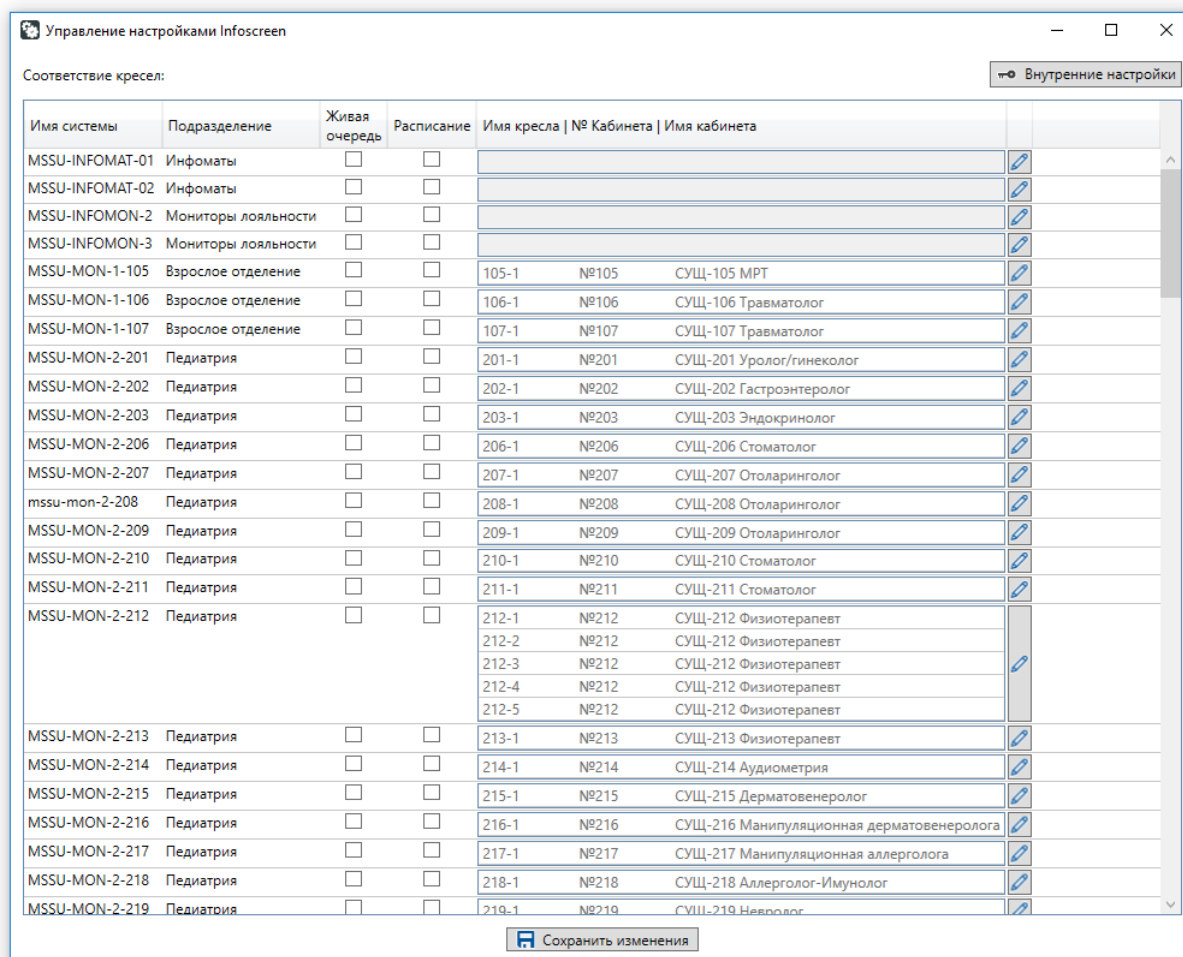 Управление настройками Infoscreen
Соответствие кресел:
Внутренние настройки
Имя системы Подразделение Живая очередь Расписание Имя кресла | № Кабинета | Имя кабинета
MSSU-INFOMAT-01 Инфоматы
MSSU-INFOMAT-02 Инфоматы
MSSU-INFOMON-2 Мониторы лояльности
MSSU-INFOMON-3 Мониторы лояльности
MSSU-MON-1-105 Взрослое отделение 105-1 №105 СУЩ-105 МРТ
MSSU-MON-1-106 Взрослое отделение 106-1 №106 СУЩ-106 Травматолог
MSSU-MON-1-107 Взрослое отделение 107-1 №107 СУЩ-107 Травматолог
MSSU-MON-2-201 Педиатрия 201-1 №201 СУЩ-201 Уролог/гинеколог
MSSU-MON-2-202 Педиатрия 202-1 №202 СУЩ-202 Гастроэнтеролог
MSSU-MON-2-203 Педиатрия 203-1 №203 СУЩ-203 Эндокринолог
MSSU-MON-2-206 Педиатрия 206-1 №206 СУЩ-206 Стоматолог
MSSU-MON-2-207 Педиатрия 207-1 №207 СУЩ-207 Отоларинголог
mssu-mon-2-208 Педиатрия 208-1 №208 СУЩ-208 Отоларинголог
MSSU-MON-2-209 Педиатрия 209-1 №209 СУЩ-209 Отоларинголог
MSSU-MON-2-210 Педиатрия 210-1 №210 СУЩ-210 Стоматолог
MSSU-MON-2-211 Педиатрия 211-1 №211 СУЩ-211 Стоматолог
MSSU-MON-2-212 Педиатрия 212-1 №212 СУЩ-212 Физиотерапевт
212-2 №212 СУЩ-212 Физиотерапевт
212-3 №212 СУЩ-212 Физиотерапевт
212-4 №212 СУЩ-212 Физиотерапевт
212-5 №212 СУЩ-212 Физиотерапевт
MSSU-MON-2-213 Педиатрия 213-1 №213 СУЩ-213 Физиотерапевт
MSSU-MON-2-214 Педиатрия 214-1 №214 СУЩ-214 Аудиометрия
MSSU-MON-2-215 Педиатрия 215-1 №215 СУЩ-215 Дерматовенеролог
MSSU-MON-2-216 Педиатрия 216-1 №216 СУЩ-216 Манипуляционная дерматовенеролога
MSSU-MON-2-217 Педиатрия 217-1 №217 СУЩ-217 Манипуляционная аллерголога
MSSU-MON-2-218 Педиатрия 218-1 №218 СУЩ-218 Аллерголог-Имунолог
MSSU-MON-2-219 Педиатрия 219-1 №219 СУЩ-219 Невролог
Сохранить изменения